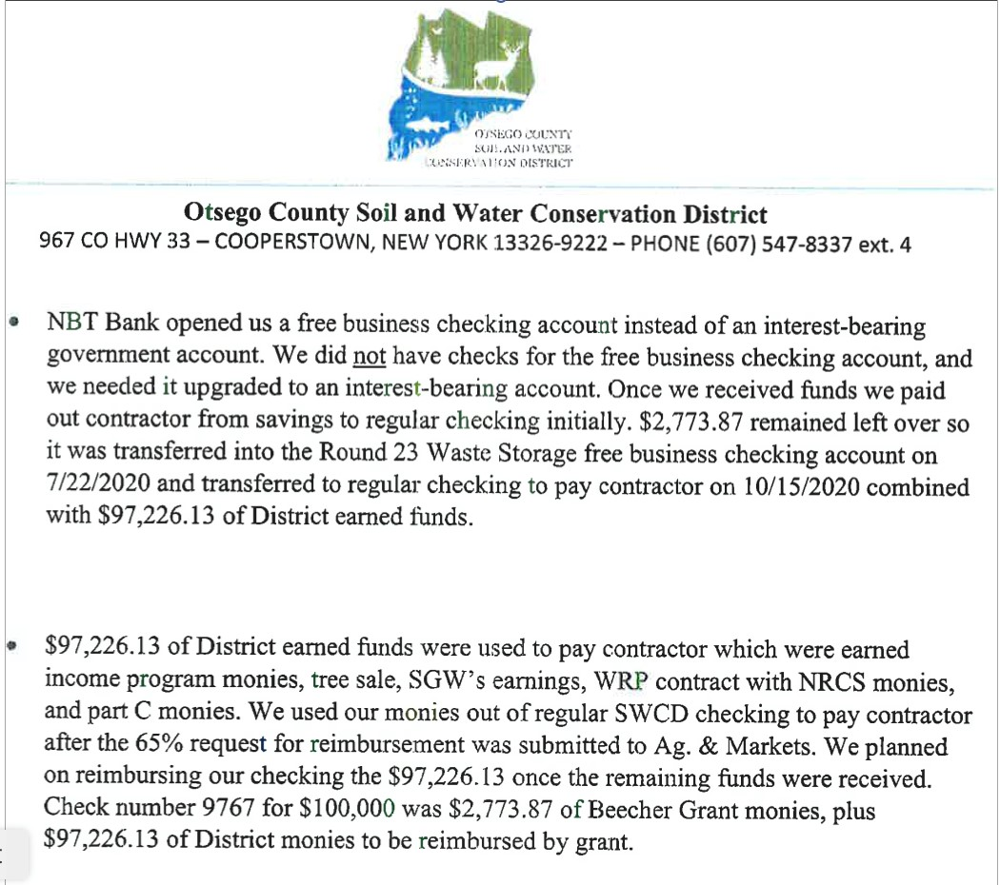 OTSEGO COUNTY
SOIL AND WATER
CONSERVATION DISTRICT
Otsego County Soil and Water Conservation District
967 CO HWY 33 – COOPERSTOWN, NEW YORK 13326-9222 – PHONE (607) 547-8337 ext. 4
• NBT Bank opened us a free business checking account instead of an interest-bearing
government account. We did not have checks for the free business checking account, and
we needed it upgraded to an interest-bearing account. Once we received funds we paid
out contractor from savings to regular checking initially. $2,773.87 remained left over so
it was transferred into the Round 23 Waste Storage free business checking account on
7/22/2020 and transferred to regular checking to pay contractor on 10/15/2020 combined
with $97,226.13 of District earned funds.
• $97,226.13 of District earned funds were used to pay contractor which were earned
income program monies, tree sale, SGW’s earnings, WRP contract with NRCS monies,
and part C monies. We used our monies out of regular SWCD checking to pay contractor
after the 65% request for reimbursement was submitted to Ag. & Markets. We planned
on reimbursing our checking the $97,226.13 once the remaining funds were received.
Check number 9767 for $100,000 was $2,773.87 of Beecher Grant monies, plus
$97,226.13 of District monies to be reimbursed by grant.